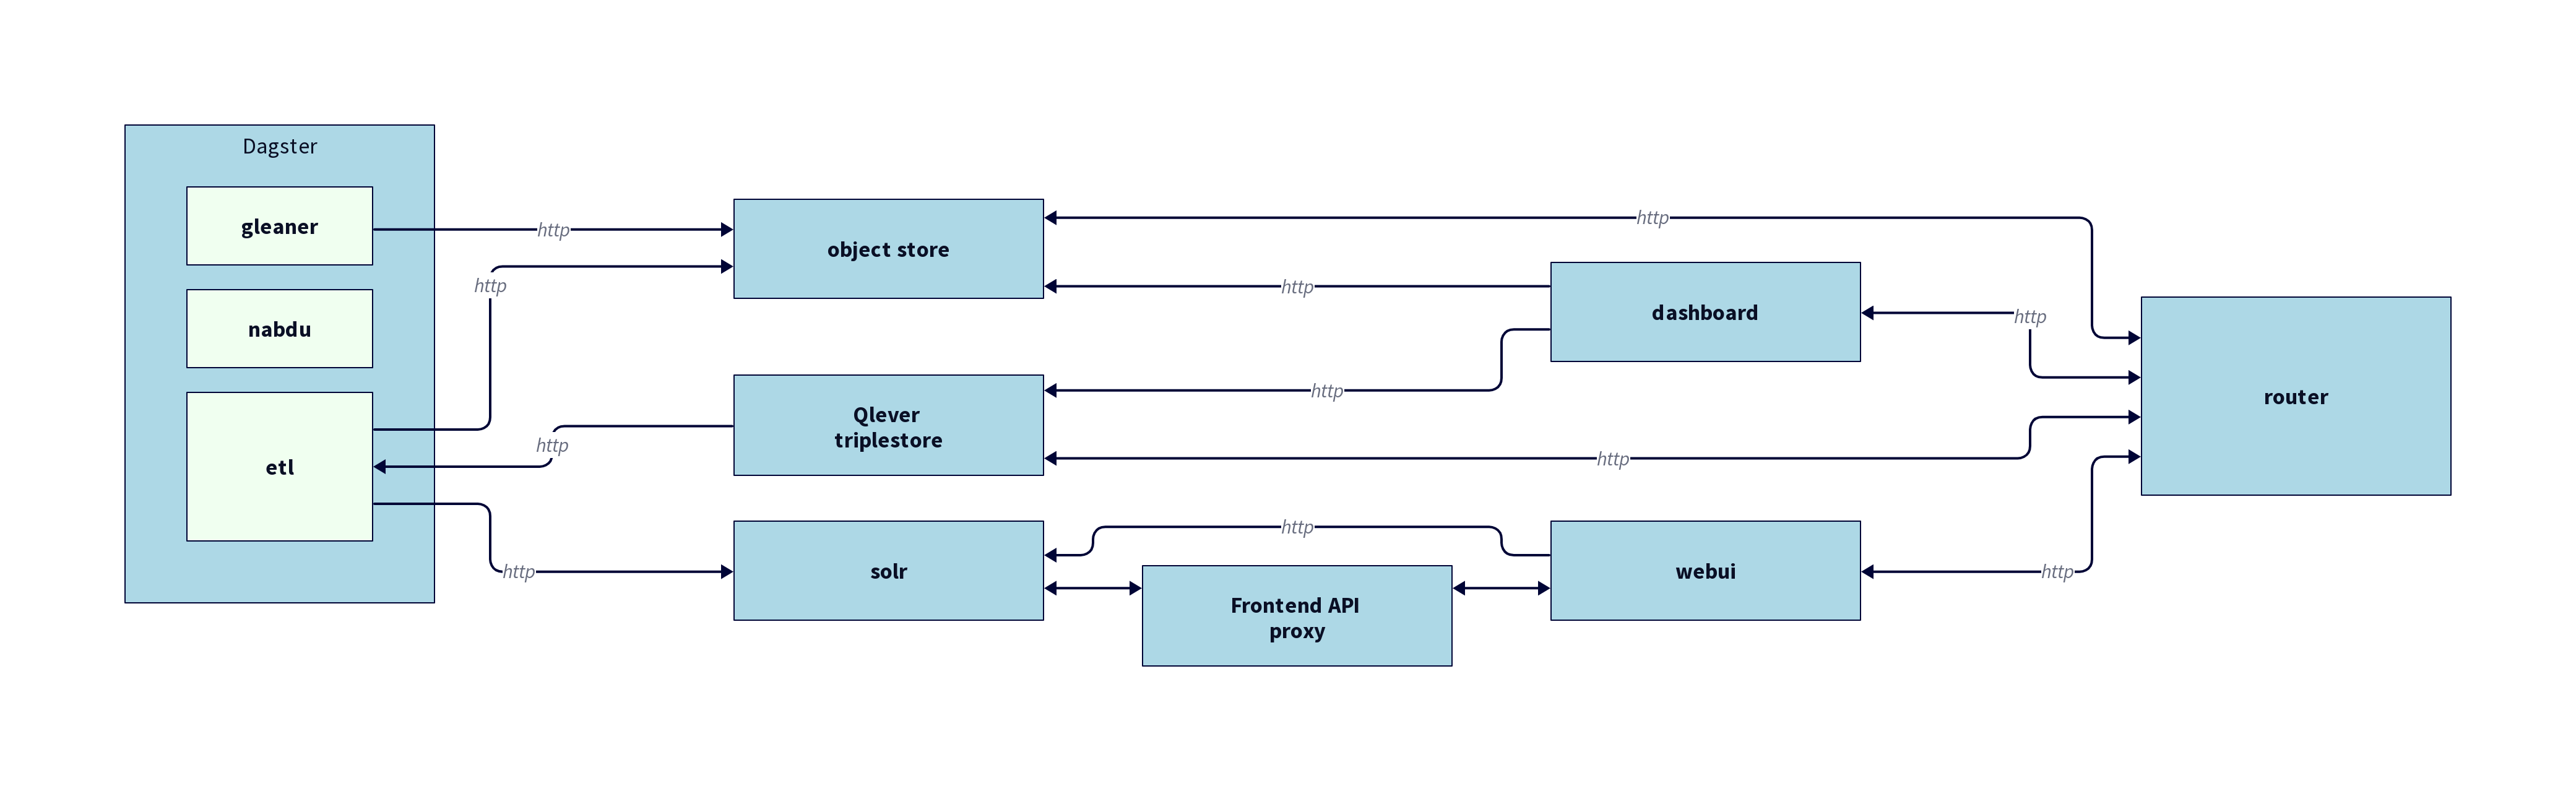 Dagster
gleaner
nabdu
etl
http
http
http
http
object store
Qlever
triplestore
solr
http
http
http
http
http
Frontend API
proxy
dashboard
webui
http
http
router